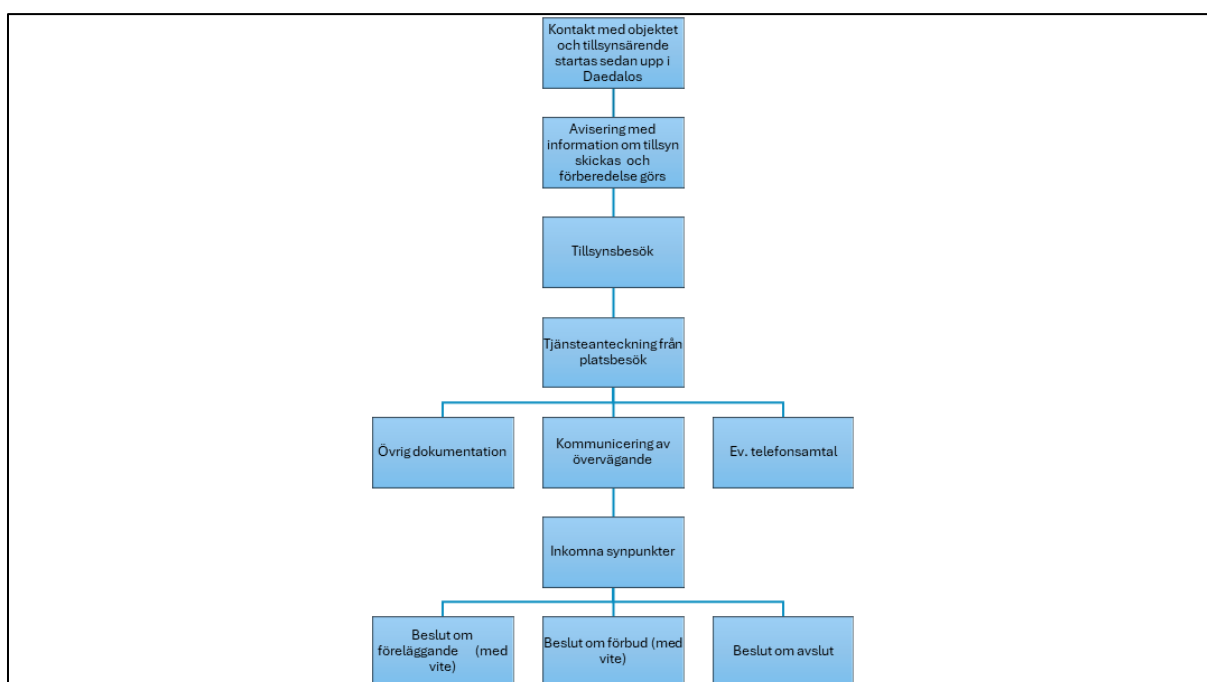 Kontakt med objektet
och tillsynsärende
startas sedan upp i
Daedalos
Avisering med
information om tillsyn
skickas och
förberedelse görs
Tillsynsbesök
Tjänsteanteckning från
platsbesök
Övrig dokumentation
Kommunicering av
övervägande
Ev. telefonsamtal
Inkomna synpunkter
Beslut om
föreläggande (med
vite)
Beslut om förbud (med
vite)
Beslut om avslut